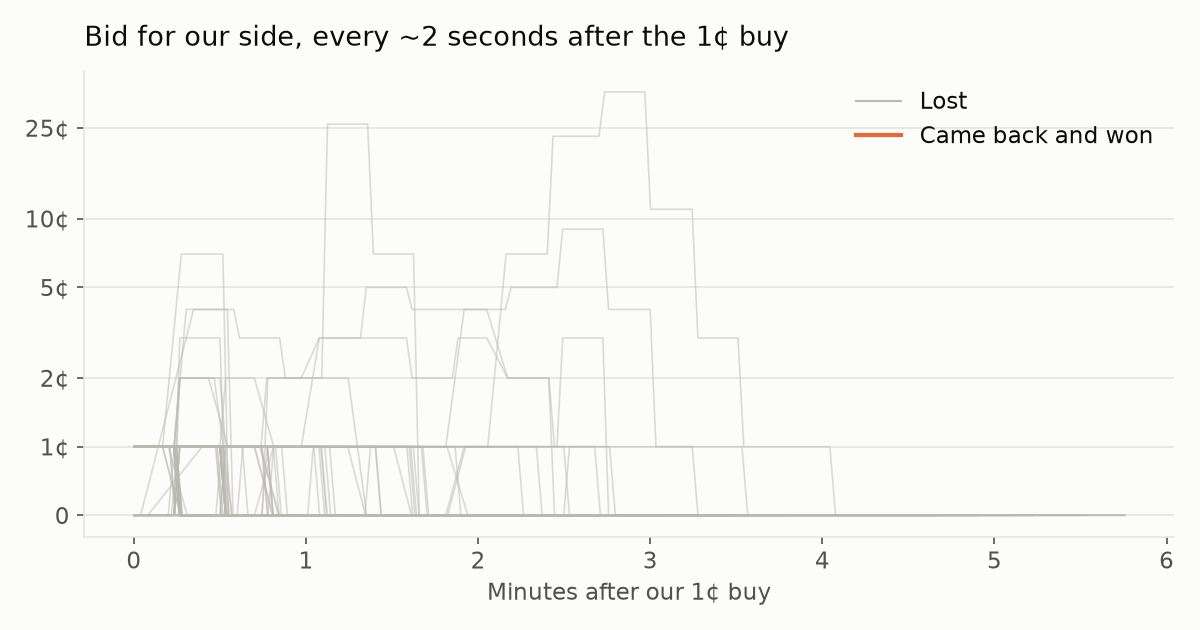 Bid for our side, every ~2 seconds after the 1¢ buy
Lost
Came back and won
25¢
10¢
5¢
2¢
1¢
0
0 1 2 3 4 5 6
Minutes after our 1¢ buy